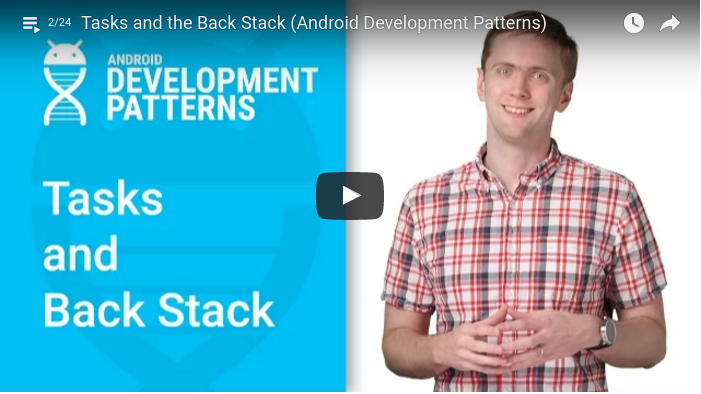 2/24 Tasks and the Back Stack (Android Development Patterns)
ANDROID
DEVELOPMENT
PATTERNS
Tasks
and
Back Stack